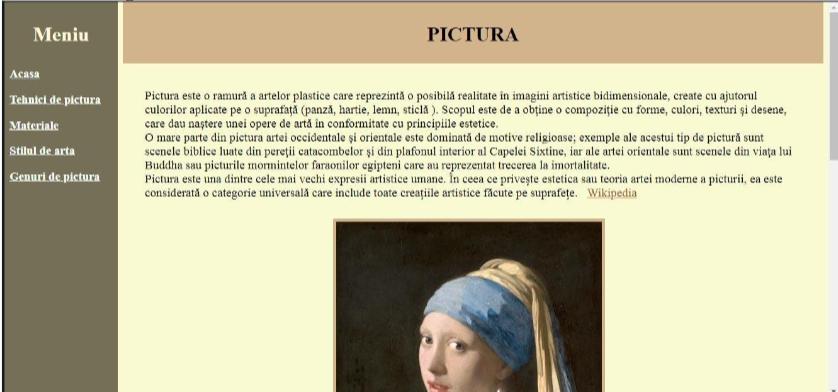 Meniu
Acasa
Tehnici de pictura
Materiale
Stilul de arta
Genuri de pictura
PICTURA
Pictura este o ramură a artelor plastice care reprezintă o posibilă realitate în imagini artistice bidimensionale, create cu ajutorul
culorilor aplicate pe o suprafață (panză, hartie, lemn, sticlă ). Scopul este de a obține o compoziție cu forme, culori, texturi și desene,
care dau naștere unei opere de artă in conformitate cu principiile estetice.
O mare parte din pictura artei occidentale și orientale este dominată de motive religioase; exemple ale acestui tip de pictură sunt
scenele biblice luate din pereții catacombelor și din plafonul interior al Capelei Sixtine, iar ale artei orientale sunt scenele din viața lui
Buddha sau picturile mormintelor faraonilor egipteni care au reprezentat trecerea la imortalitate.
Pictura este una dintre cele mai vechi expresii artistice umane. În ceea ce privește estetica sau teoria artei moderne a picturii, ea este
considerată o categorie universală care include toate creațiile artistice făcute pe suprafețe. Wikipedia